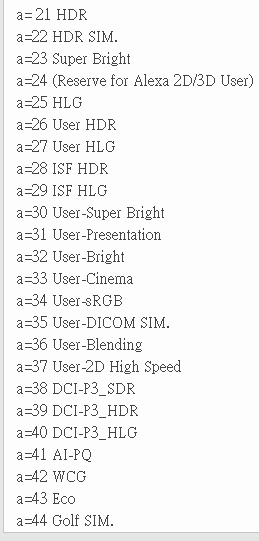 a= 21 HDR
a=22 HDR SIM.
a=23 Super Bright
a=24 (Reserve for Alexa 2D/3D User)
a=25 HLG
a=26 User HDR
a=27 User HLG
a=28 ISF HDR
a=29 ISF HLG
a=30 User-Super Bright
a=31 User-Presentation
a=32 User-Bright
a=33 User-Cinema
a=34 User-sRGB
a=35 User-DICOM SIM.
a=36 User-Blending
a=37 User-2D High Speed
a=38 DCI-P3_SDR
a=39 DCI-P3_HDR
a=40 DCI-P3_HLG
a=41 AI-PQ
a=42 WCG
a=43 Eco
a=44 Golf SIM.